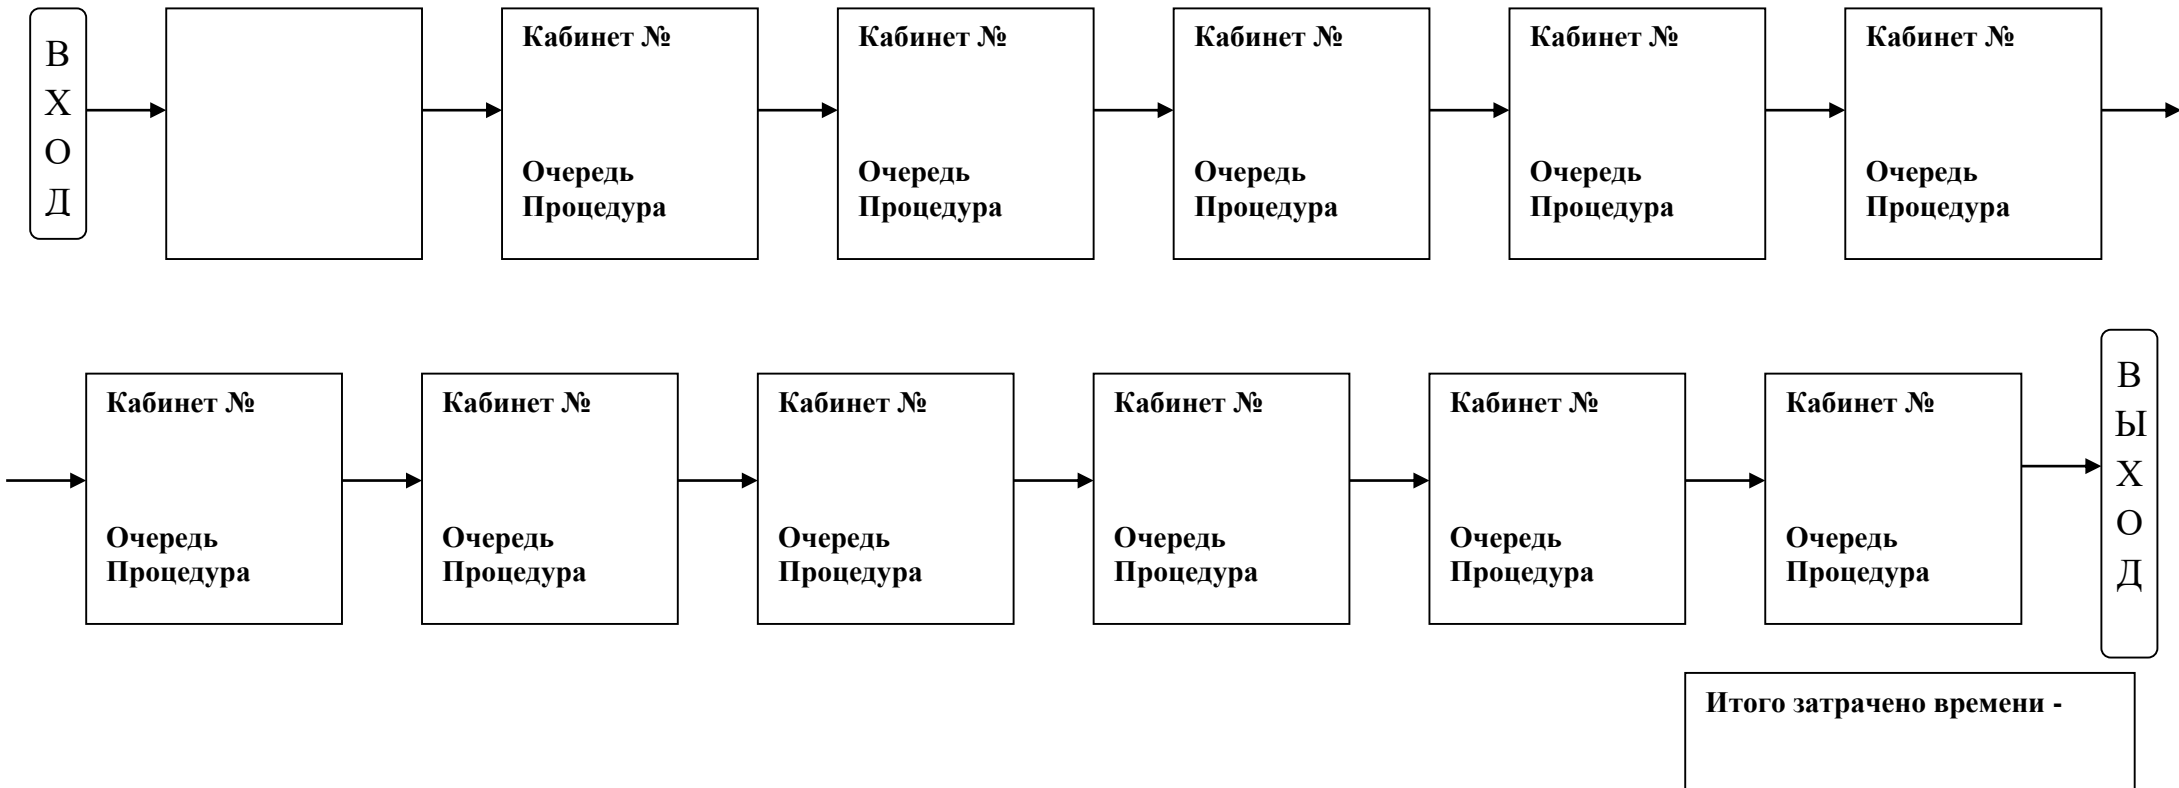 ВХОД
Кабинет №
Очередь
Процедура
Кабинет №
Очередь
Процедура
Кабинет №
Очередь
Процедура
Кабинет №
Очередь
Процедура
Кабинет №
Очередь
Процедура
Кабинет №
Очередь
Процедура
Кабинет №
Очередь
Процедура
Кабинет №
Очередь
Процедура
Кабинет №
Очередь
Процедура
Кабинет №
Очередь
Процедура
Кабинет №
Очередь
Процедура
ВЫХОД
Итого затрачено времени -